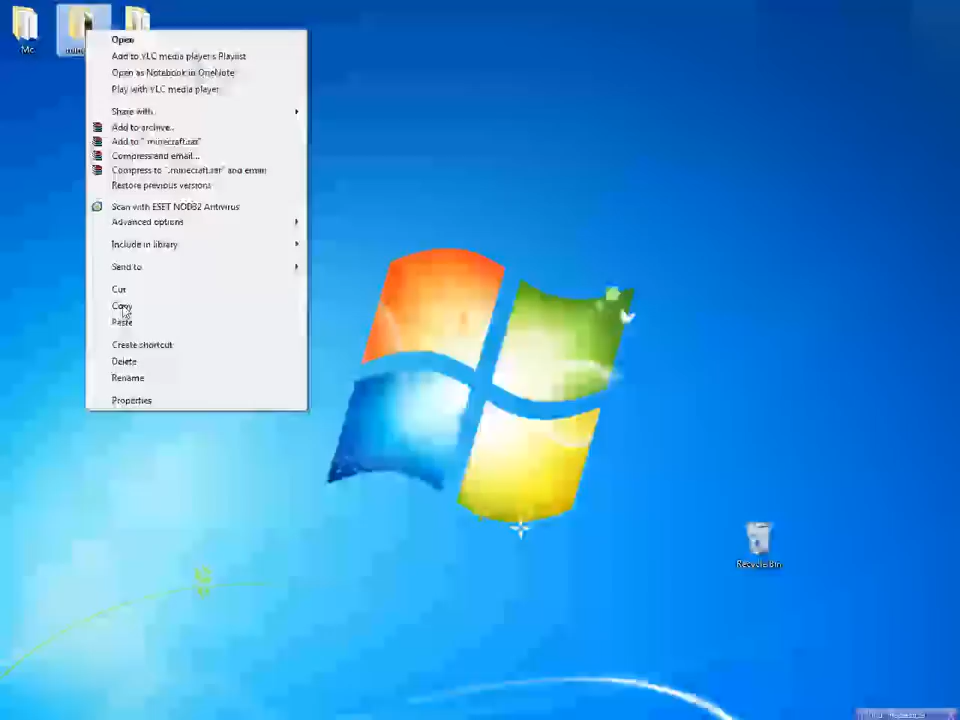 Mc
Open
Add to VLC media player's Playlist
Open as Notebook in OneNote
Play with VLC media player
Share with
Add to archive...
Add to ".minecraft.rar"
Compress and email...
Compress to ".minecraft.rar" and email
Restore previous versions
Scan with ESET NOD32 Antivirus
Advanced options
Include in library
Send to
Cut
Copy
Paste
Create shortcut
Delete
Rename
Properties
Recycle Bin